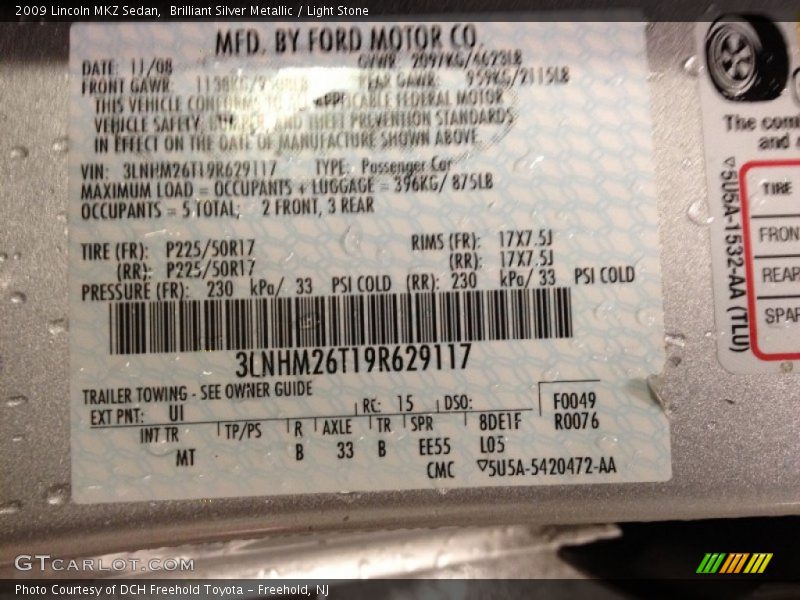 2009 Lincoln MKZ Sedan,  Brilliant Silver Metallic / Light Stone
MFD. BY FORD MOTOR CO.
DATE: 11/08 GVWR: 2097KG/4623LB
FRONT GAWR: REAR GAWR: 959KG/2115LB
THIS VEHICLE CONFORMS TO APPLICABLE FEDERAL MOTOR
VEHICLE SAFETY, BUMPER, AND THEFT PREVENTION STANDARDS
IN EFFECT ON THE DATE OF MANUFACTURE SHOWN ABOVE.
VIN: 3LNHM26T19R629117 TYPE: Passenger Car
MAXIMUM LOAD = OCCUPANTS + LUGGAGE = 396KG/ 875LB
OCCUPANTS = 5 TOTAL; 2 FRONT, 3 REAR
TIRE (FR): P225/50R17 RIMS (FR): 17X7.5J
(RR): P225/50R17 (RR): 17X7.5J
PRESSURE (FR): 230 kPa/ 33 PSI COLD (RR): 230 kPa/ 33 PSI COLD
3LNHM26T19R629117
TRAILER TOWING - SEE OWNER GUIDE
EXT PNT: UI RC: 15 DSO: F0049
INT TR TP/PS R AXLE TR SPR 8DE1F R0076
MT B 33 B EE55 L05
CMC ▽5U5A-5420472-AA
The com
and
▽5U5A-1532-AA (TLU)
TIRE
FRON
REAR
SPAR
GTCARLOT.COM
Photo Courtesy of DCH Freehold Toyota - Freehold, NJ